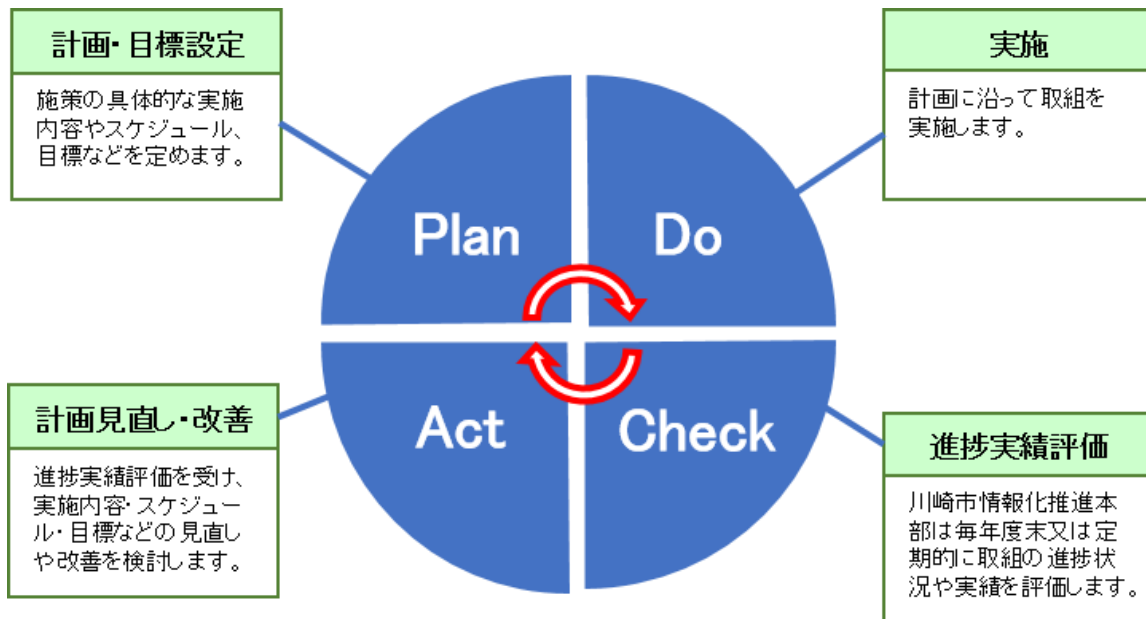 計画・目標設定
施策の具体的な実施
内容やスケジュール、
目標などを定めます。
実施
計画に沿って取組を
実施します。
Plan
Do
Act
Check
計画見直し・改善
進捗実績評価を受け、
実施内容・スケジュー
ル・目標などの見直し
や改善を検討します。
進捗実績評価
川崎市情報化推進本
部は毎年度末又は定
期的に取組の進捗状
況や実績を評価します。